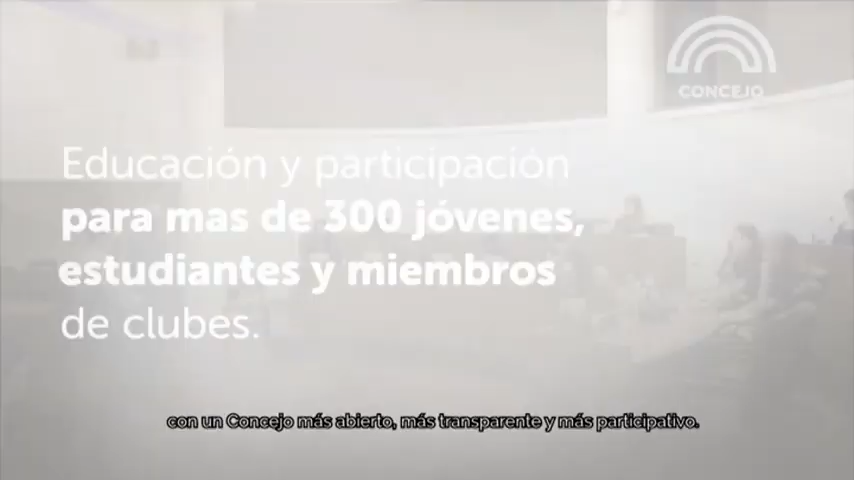 CONCEJO
Educación y participación
para mas de 300 jóvenes,
estudiantes y miembros
de clubes.
con un Concejo más abierto, más transparente y más participativo.